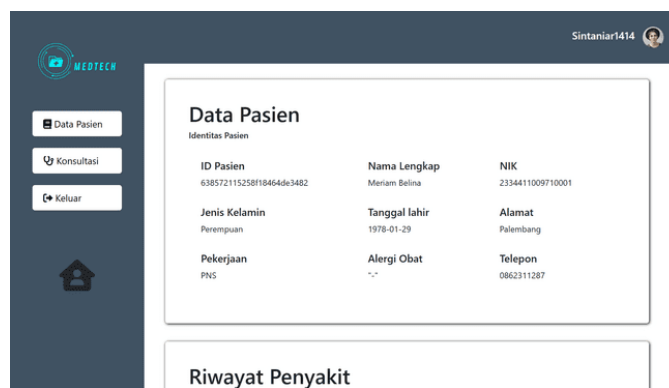 Sintaniar1414
MEDTECH
Data Pasien
Konsultasi
Keluar
Data Pasien
Identitas Pasien
ID Pasien Nama Lengkap NIK
638572115258f18464de3482 Meriam Belina 2334411009710001
Jenis Kelamin Tanggal lahir Alamat
Perempuan 1978-01-29 Palembang
Pekerjaan Alergi Obat Telepon
PNS "-" 0862311287
Riwayat Penyakit